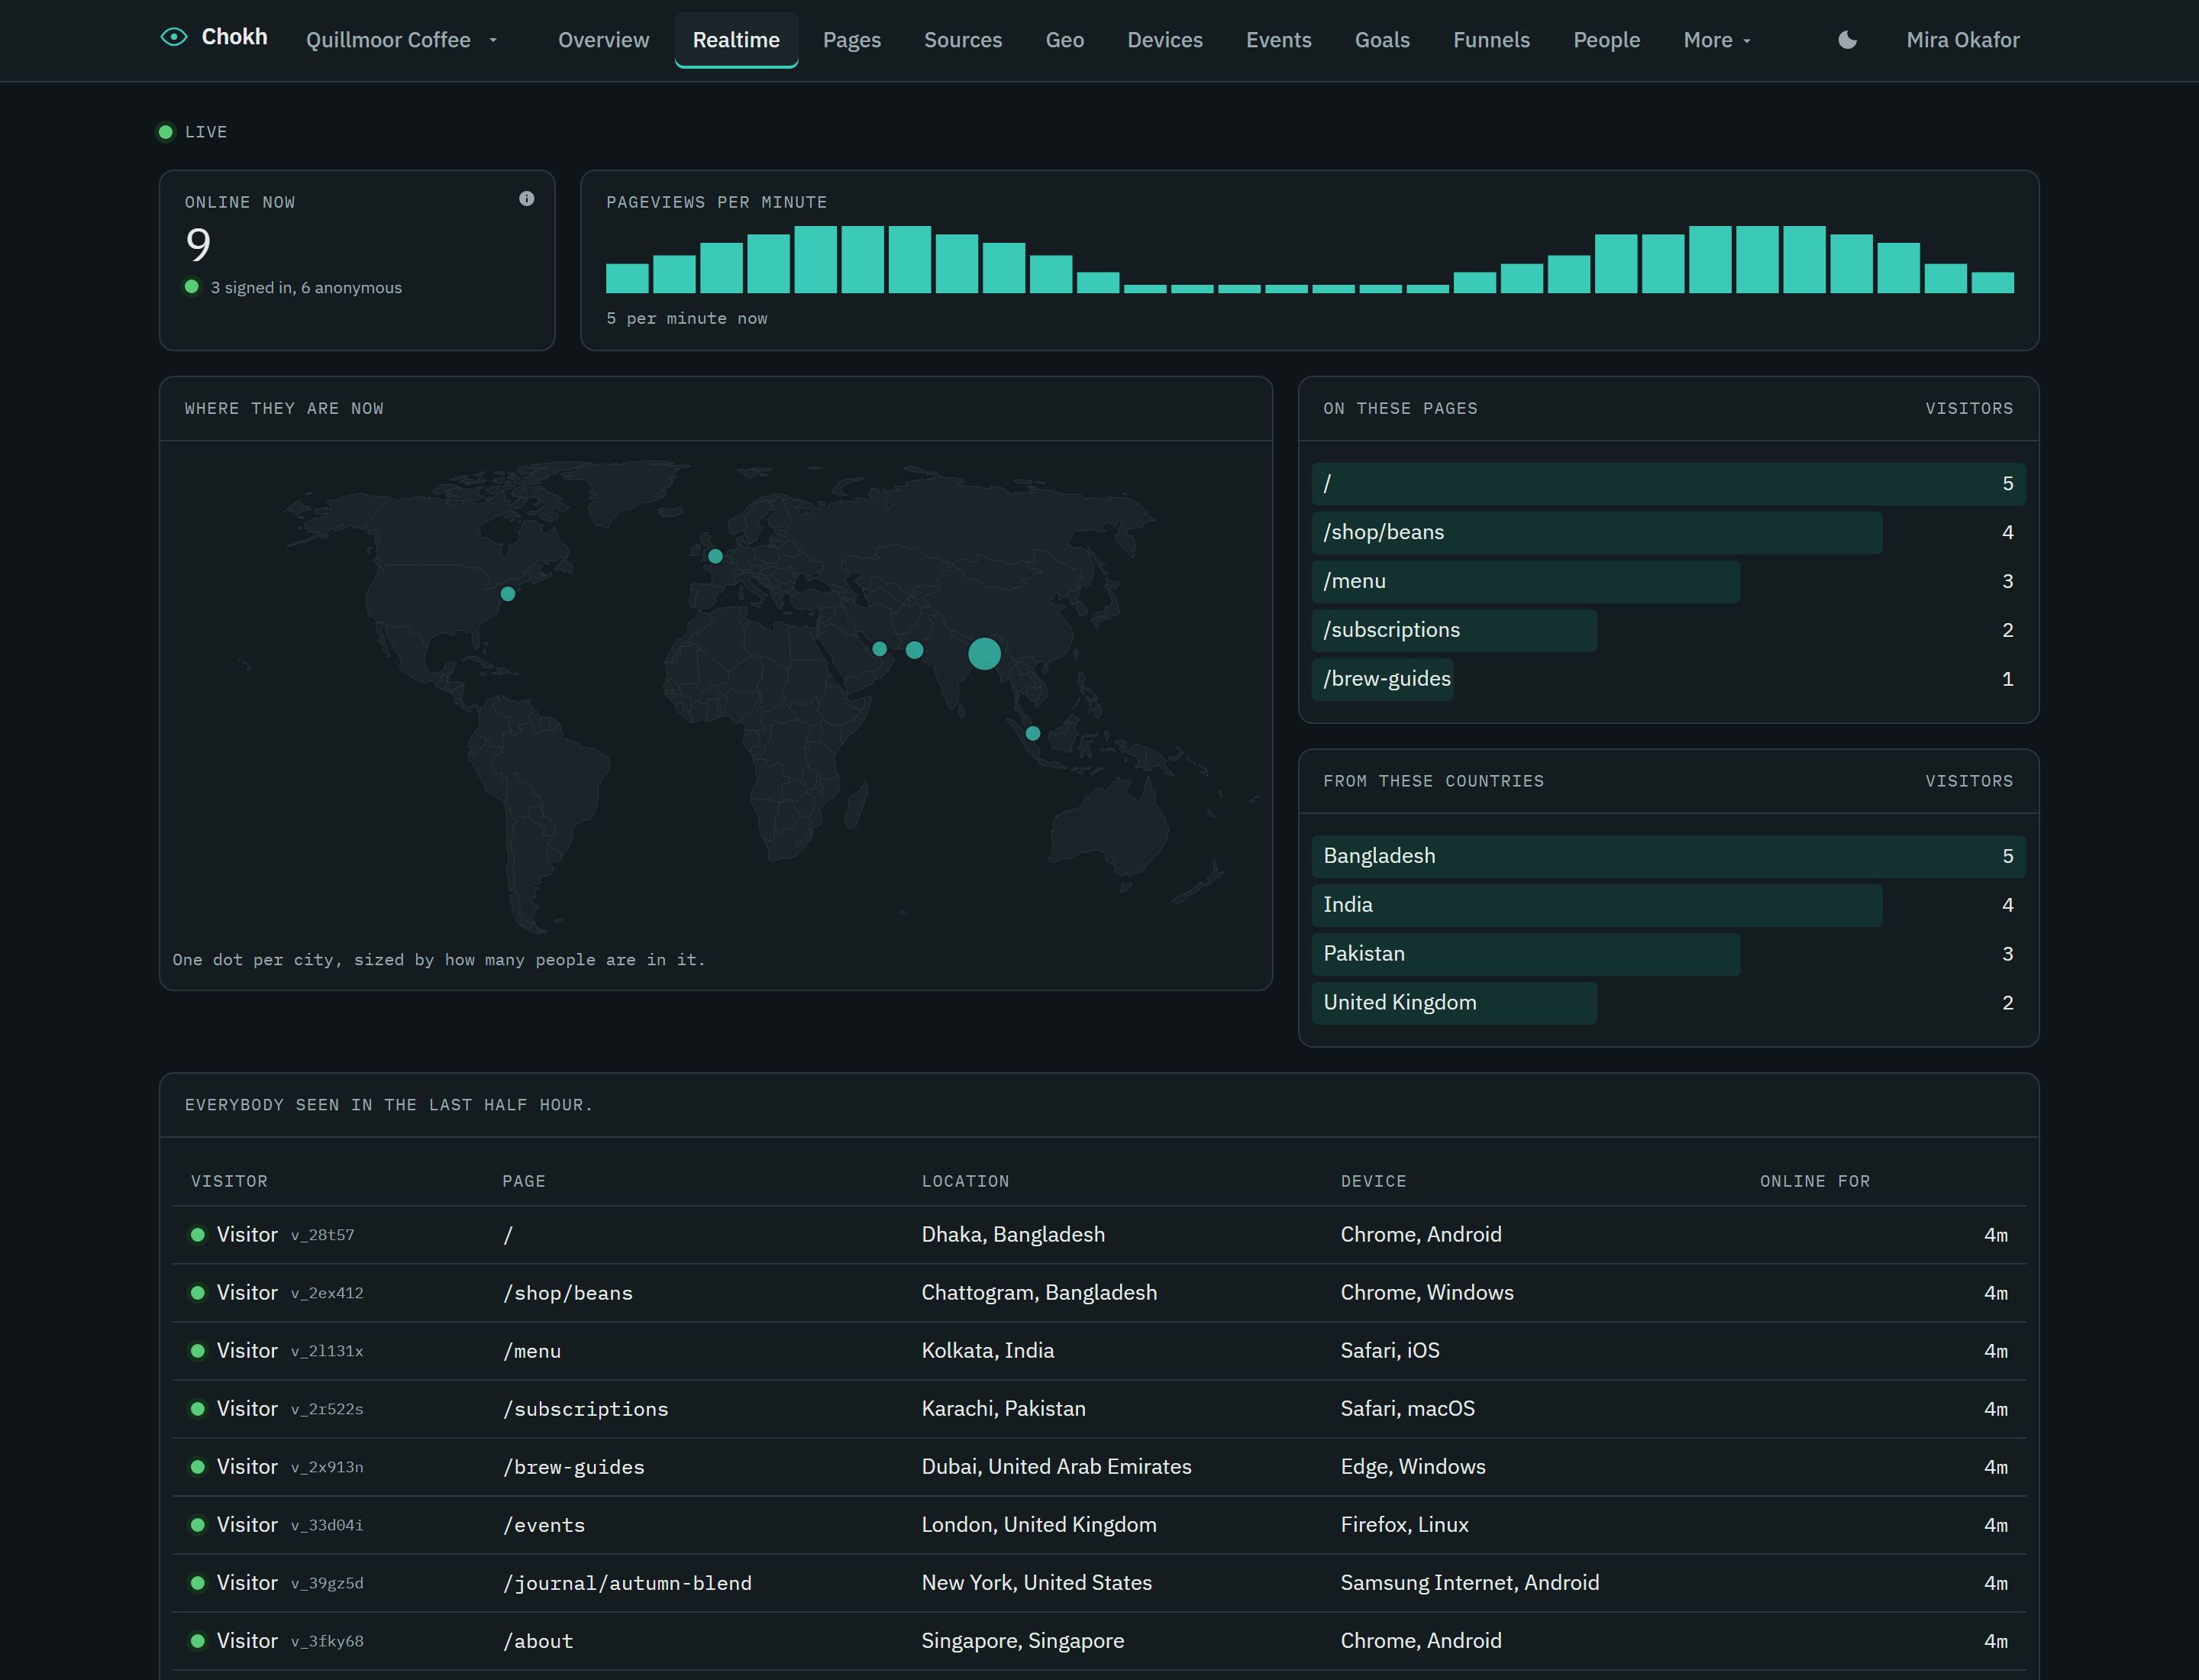 Chokh
Quillmoor Coffee
Overview
Realtime
Pages
Sources
Geo
Devices
Events
Goals
Funnels
People
More
Mira Okafor
LIVE
ONLINE NOW
9
3 signed in, 6 anonymous
PAGEVIEWS PER MINUTE
5 per minute now
WHERE THEY ARE NOW
One dot per city, sized by how many people are in it.
ON THESE PAGES VISITORS
/ 5
/shop/beans 4
/menu 3
/subscriptions 2
/brew-guides 1
FROM THESE COUNTRIES VISITORS
Bangladesh 5
India 4
Pakistan 3
United Kingdom 2
EVERYBODY SEEN IN THE LAST HALF HOUR.
VISITOR PAGE LOCATION DEVICE ONLINE FOR
Visitor v_28t57 / Dhaka, Bangladesh Chrome, Android 4m
Visitor v_2ex412 /shop/beans Chattogram, Bangladesh Chrome, Windows 4m
Visitor v_2l131x /menu Kolkata, India Safari, iOS 4m
Visitor v_2r522s /subscriptions Karachi, Pakistan Safari, macOS 4m
Visitor v_2x913n /brew-guides Dubai, United Arab Emirates Edge, Windows 4m
Visitor v_33d04i /events London, United Kingdom Firefox, Linux 4m
Visitor v_39gz5d /journal/autumn-blend New York, United States Samsung Internet, Android 4m
Visitor v_3fky68 /about Singapore, Singapore Chrome, Android 4m